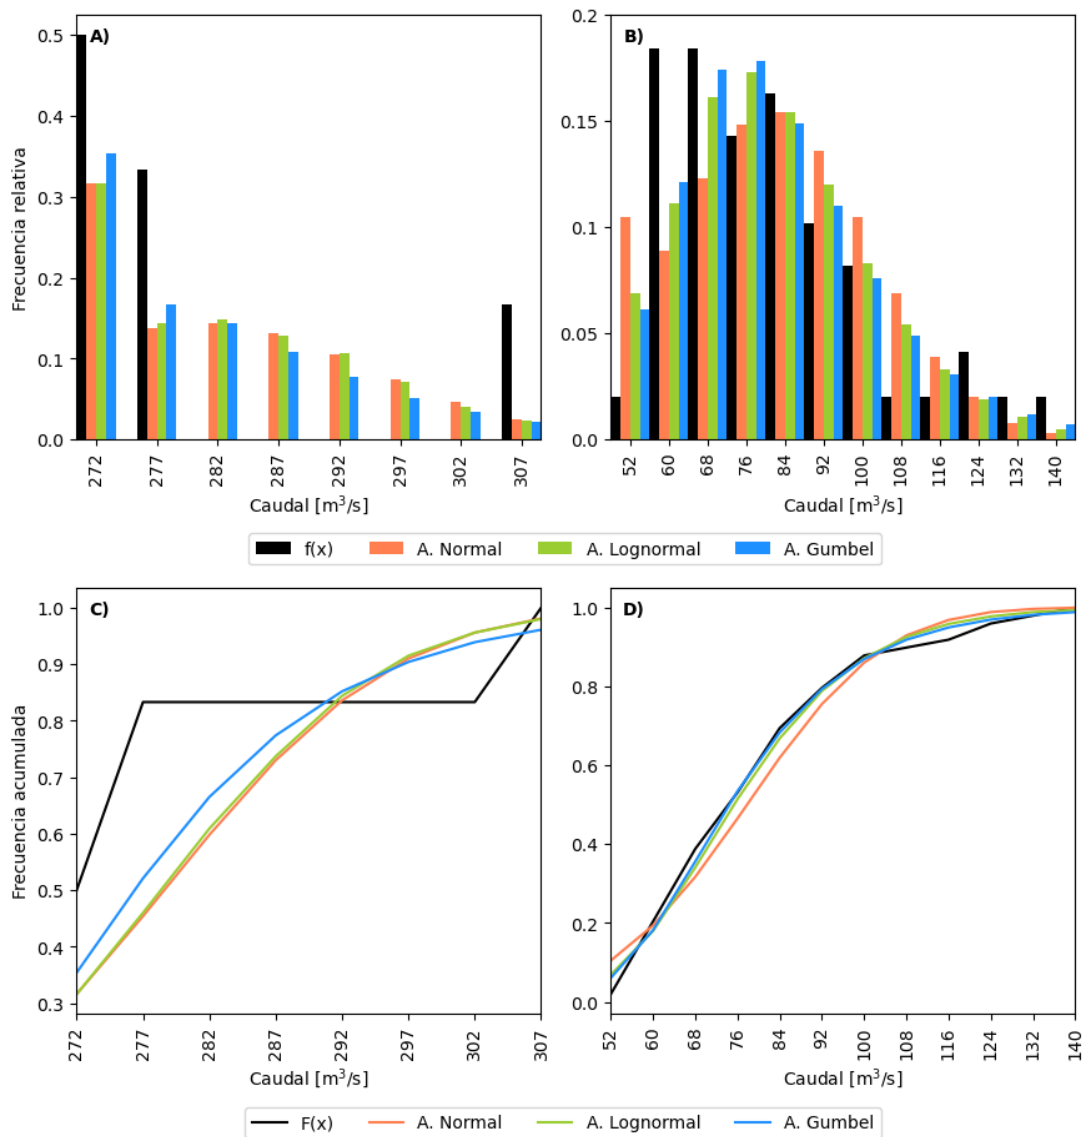 A)
B)
Frecuencia relativa
0.5
0.4
0.3
0.2
0.1
0.0
0.2
0.15
0.1
0.05
0.0
272 277 282 287 292 297 302 307
52 60 68 76 84 92 100 108 116 124 132 140
Caudal [m³/s]
Caudal [m³/s]
f(x) A. Normal A. Lognormal A. Gumbel
C)
D)
Frecuencia acumulada
1.0
0.9
0.8
0.7
0.6
0.5
0.4
0.3
1.0
0.8
0.6
0.4
0.2
0.0
272 277 282 287 292 297 302 307
52 60 68 76 84 92 100 108 116 124 132 140
Caudal [m³/s]
Caudal [m³/s]
F(x) A. Normal A. Lognormal A. Gumbel